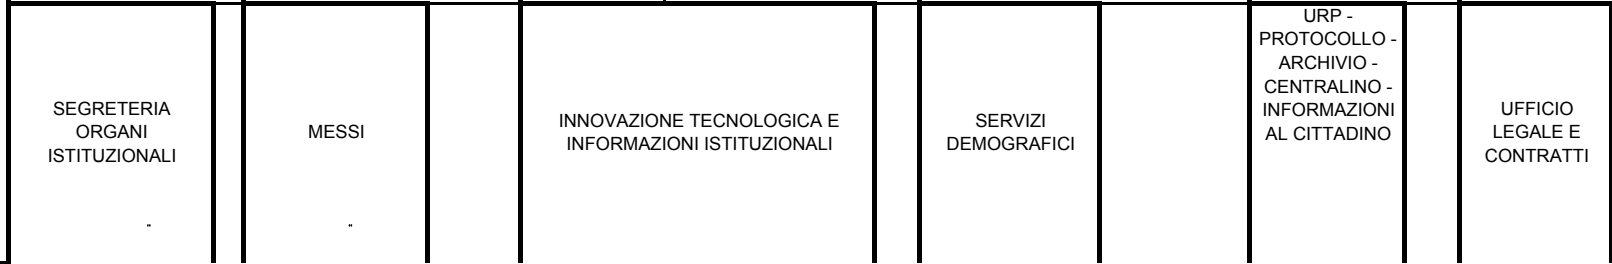 SEGRETERIA
ORGANI
ISTITUZIONALI
"
MESSI
"
INNOVAZIONE TECNOLOGICA E
INFORMAZIONI ISTITUZIONALI
SERVIZI
DEMOGRAFICI
URP -
PROTOCOLLO -
ARCHIVIO -
CENTRALINO -
INFORMAZIONI
AL CITTADINO
UFFICIO
LEGALE E
CONTRATTI